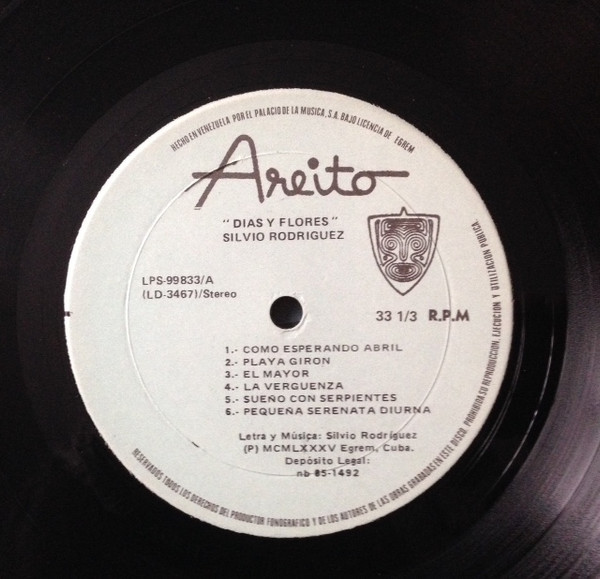 HECHO EN VENEZUELA POR EL PALACIO DE LA MUSICA, S.A. BAJO LICENCIA DE EGREM
Areito
"DIAS Y FLORES"
SILVIO RODRIGUEZ
LPS-99833/A
(LD-3467)/Stereo
33 1/3 R.P.M
1.- COMO ESPERANDO ABRIL
2.- PLAYA GIRON
3.- EL MAYOR
4.- LA VERGUENZA
5.- SUEÑO CON SERPIENTES
6.- PEQUEÑA SERENATA DIURNA
Letra y Música: Silvio Rodríguez
(P) MCMLXXXV Egrem, Cuba.
Depósito Legal:
nb 85-1492
RESERVADOS TODOS LOS DERECHOS DEL PRODUCTOR FONOGRAFICO Y DE LOS AUTORES DE LAS OBRAS GRABADAS EN ESTE DISCO. PROHIBIDA SU REPRODUCCION, EJECUCION Y UTILIZACION PUBLICA.